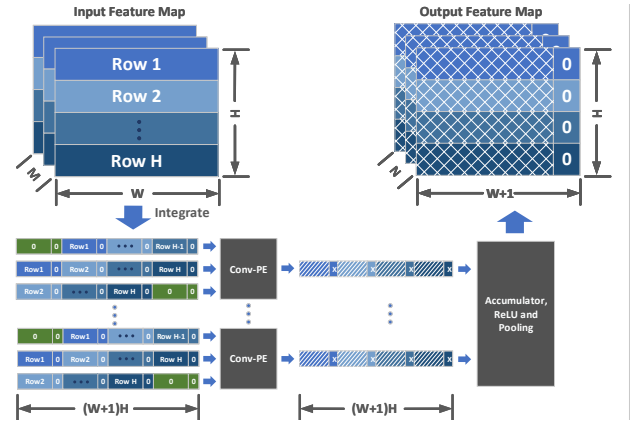 Input Feature Map
Output Feature Map
Row 1
0
Row 2
0
H
H
0
Row H
0
M
W
N
W+1
Integrate
0 0 Row1 0 0 Row H-1 0
Row1 0 0 Row H 0
Conv-PE
x x x x
Row2 0 0 Row H 0 0 0
Accumulator,
ReLU and
Pooling
0 0 Row1 0 0 Row H-1 0
Row1 0 0 Row H 0
Conv-PE
x x x x
Row2 0 0 Row H 0 0 0
(W+1)H
(W+1)H